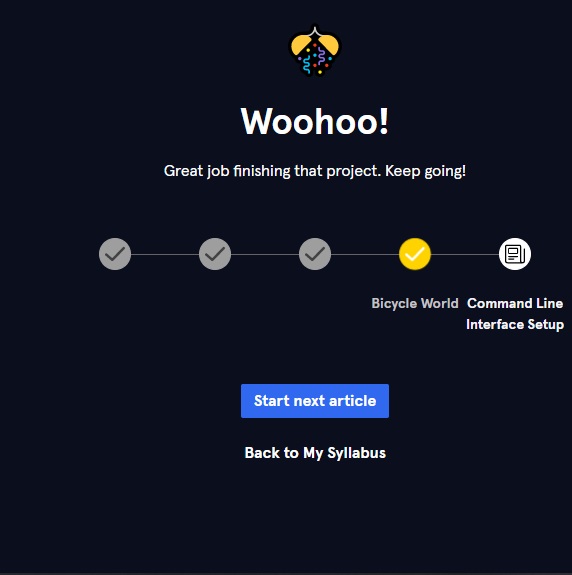 Woohoo!
Great job finishing that project. Keep going!
Bicycle World
Command Line
Interface Setup
Start next article
Back to My Syllabus